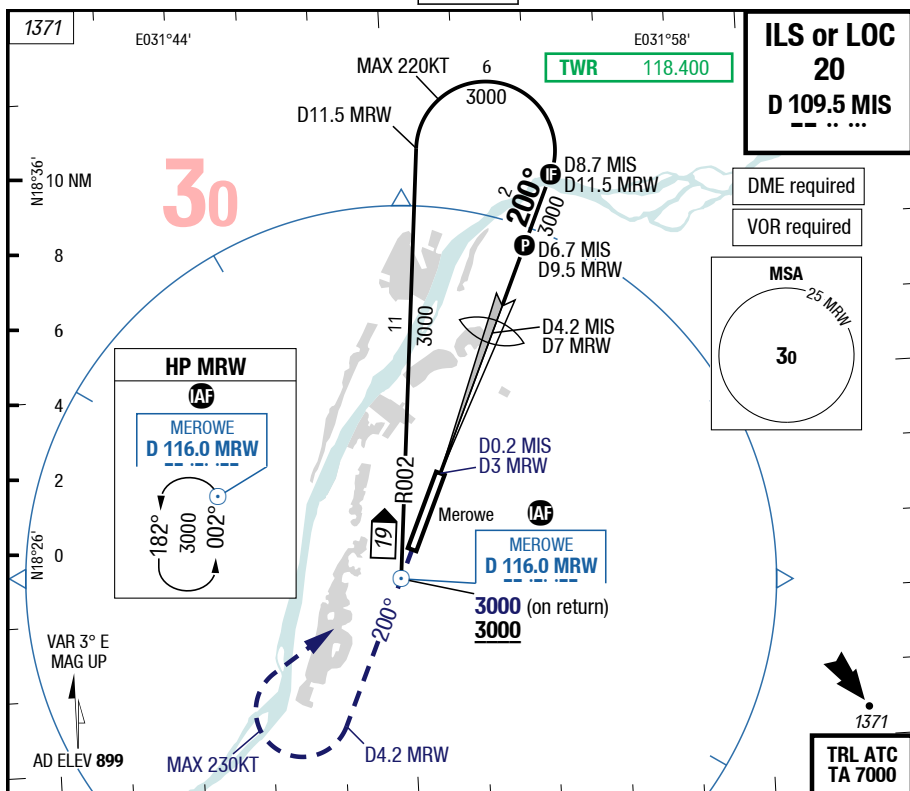 1371
E031°44'
E031°58'
ILS or LOC
20
D 109.5 MIS
TWR 118.400
MAX 220KT
6
3000
D11.5 MRW
N18°36'
10 NM
30
D8.7 MIS
D11.5 MRW
IF
200°
2
3000
P
D6.7 MIS
D9.5 MRW
DME required
VOR required
MSA
25 MRW
30
8
6
4
2
0
11
3000
D4.2 MIS
D7 MRW
HP MRW
IAF
MEROWE
D 116.0 MRW
182°
3000
002°
R002
D0.2 MIS
D3 MRW
Merowe
IAF
MEROWE
D 116.0 MRW
19
N18°26'
3000 (on return)
3000
200°
VAR 3° E
MAG UP
AD ELEV 899
MAX 230KT
D4.2 MRW
1371
TRL ATC
TA 7000